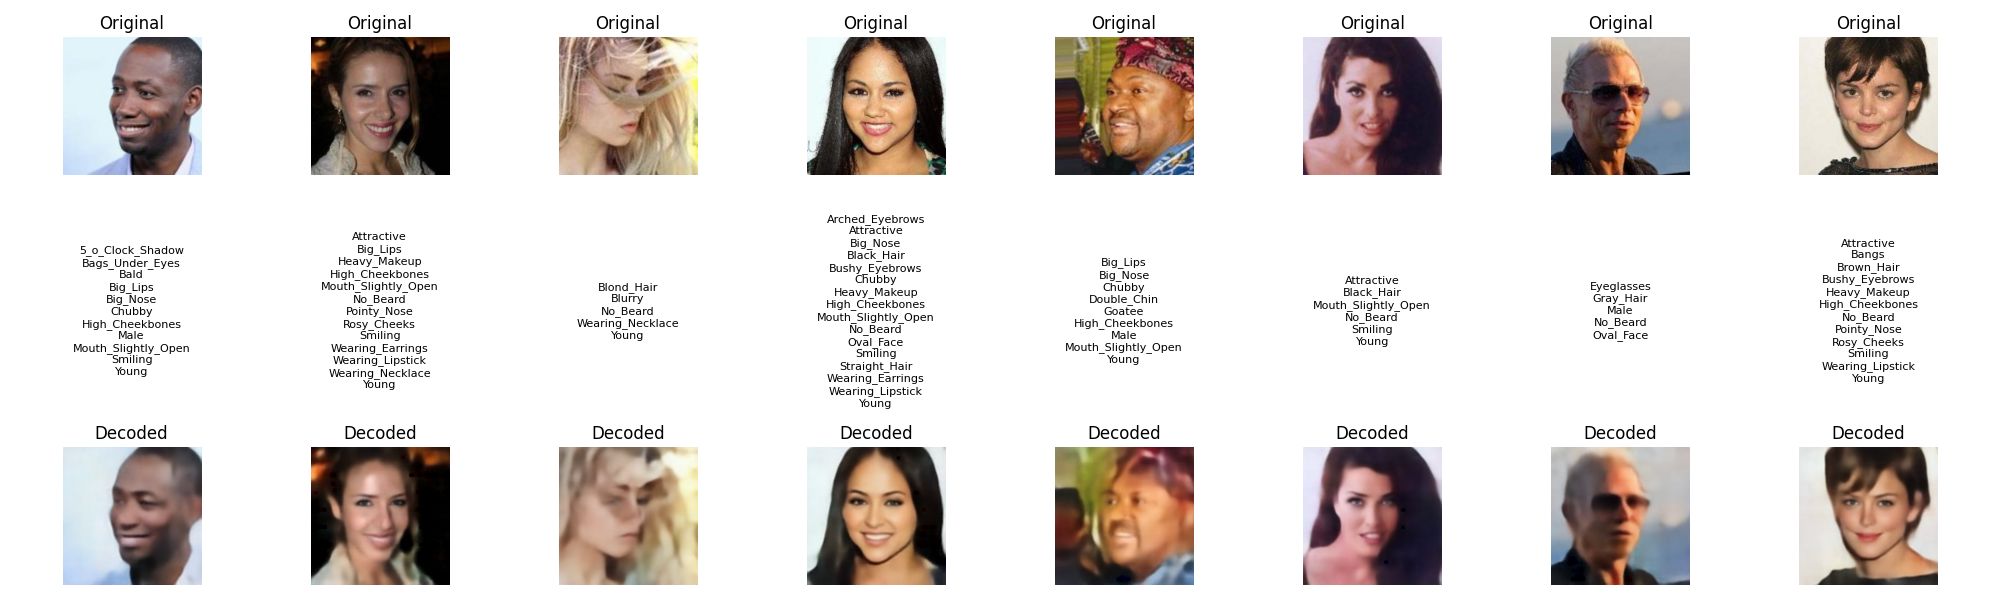 Original
Original
Original
Original
Original
Original
Original
Original
5_o_Clock_Shadow
Bags_Under_Eyes
Bald
Big_Lips
Big_Nose
Chubby
High_Cheekbones
Male
Mouth_Slightly_Open
Smiling
Young
Attractive
Big_Lips
Heavy_Makeup
High_Cheekbones
Mouth_Slightly_Open
No_Beard
Pointy_Nose
Rosy_Cheeks
Smiling
Wearing_Earrings
Wearing_Lipstick
Wearing_Necklace
Young
Blond_Hair
Blurry
No_Beard
Wearing_Necklace
Young
Arched_Eyebrows
Attractive
Big_Nose
Black_Hair
Bushy_Eyebrows
Chubby
Heavy_Makeup
High_Cheekbones
Mouth_Slightly_Open
No_Beard
Oval_Face
Smiling
Straight_Hair
Wearing_Earrings
Wearing_Lipstick
Young
Big_Lips
Big_Nose
Chubby
Double_Chin
Goatee
High_Cheekbones
Male
Mouth_Slightly_Open
Young
Attractive
Black_Hair
Mouth_Slightly_Open
No_Beard
Smiling
Young
Eyeglasses
Gray_Hair
Male
No_Beard
Oval_Face
Attractive
Bangs
Brown_Hair
Bushy_Eyebrows
Heavy_Makeup
High_Cheekbones
No_Beard
Pointy_Nose
Rosy_Cheeks
Smiling
Wearing_Lipstick
Young
Decoded
Decoded
Decoded
Decoded
Decoded
Decoded
Decoded
Decoded